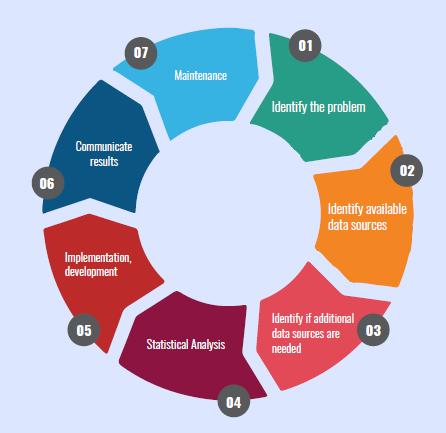 01
Identify the problem
02
Identify available
data sources
03
Identify if additional
data sources are
needed
04
Statistical Analysis
05
Implementation,
development
06
Communicate
results
07
Maintenance